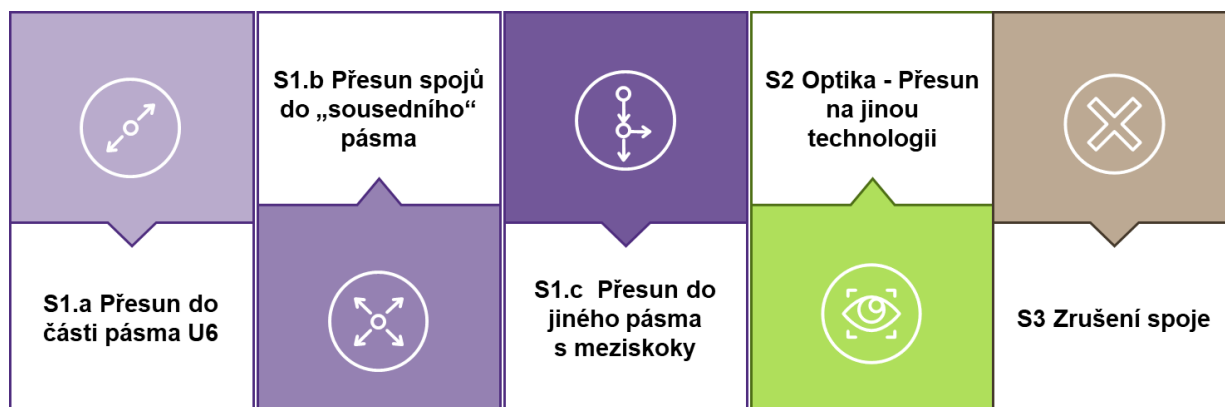 S1.a Přesun do
části pásma U6
S1.b Přesun spojů
do „sousedního“
pásma
S1.c  Přesun do
jiného pásma
s meziskoky
S2 Optika - Přesun
na jinou
technologii
S3 Zrušení spoje